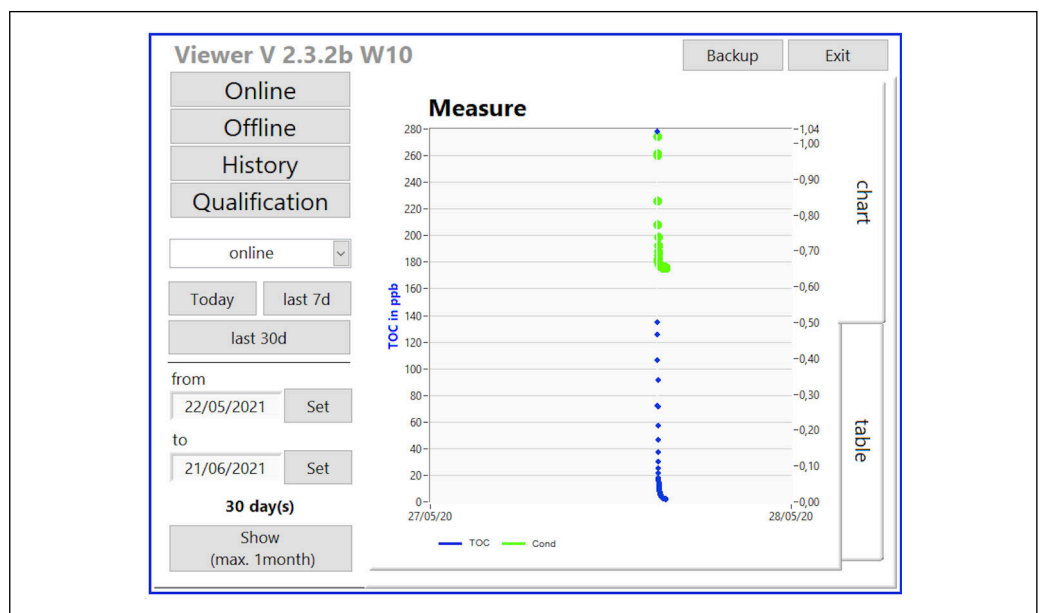 Viewer V 2.3.2b W10
Backup
Exit
Online
Offline
History
Qualification
online
Today
last 7d
last 30d
from
22/05/2021
Set
to
21/06/2021
Set
30 day(s)
Show
(max. 1month)
Measure
TOC in ppb
280
260
240
220
200
180
160
140
120
100
80
60
40
20
0
1,04
1,00
0,90
0,80
0,70
0,60
0,50
0,40
0,30
0,20
0,10
0,00
27/05/20
28/05/20
TOC
Cond
chart
table